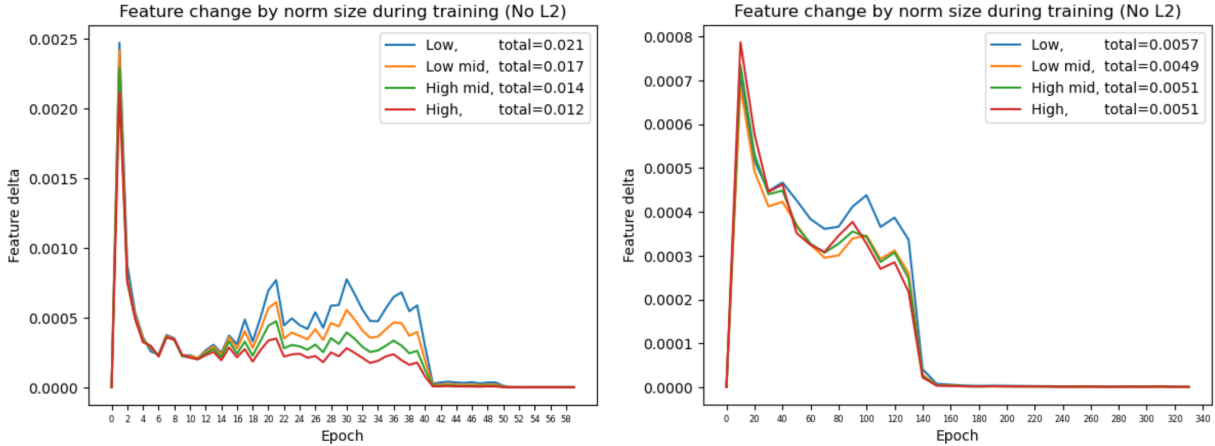 Feature change by norm size during training (No L2)
0.0025
0.0020
0.0015
0.0010
0.0005
0.0000
Feature delta
Low, total=0.021
Low mid, total=0.017
High mid, total=0.014
High, total=0.012
0 2 4 6 8 10 12 14 16 18 20 22 24 26 28 30 32 34 36 38 40 42 44 46 48 50 52 54 56 58
Epoch
Feature change by norm size during training (No L2)
0.0008
0.0007
0.0006
0.0005
0.0004
0.0003
0.0002
0.0001
0.0000
Feature delta
Low, total=0.0057
Low mid, total=0.0049
High mid, total=0.0051
High, total=0.0051
0 20 40 60 80 100 120 140 160 180 200 220 240 260 280 300 320 340
Epoch